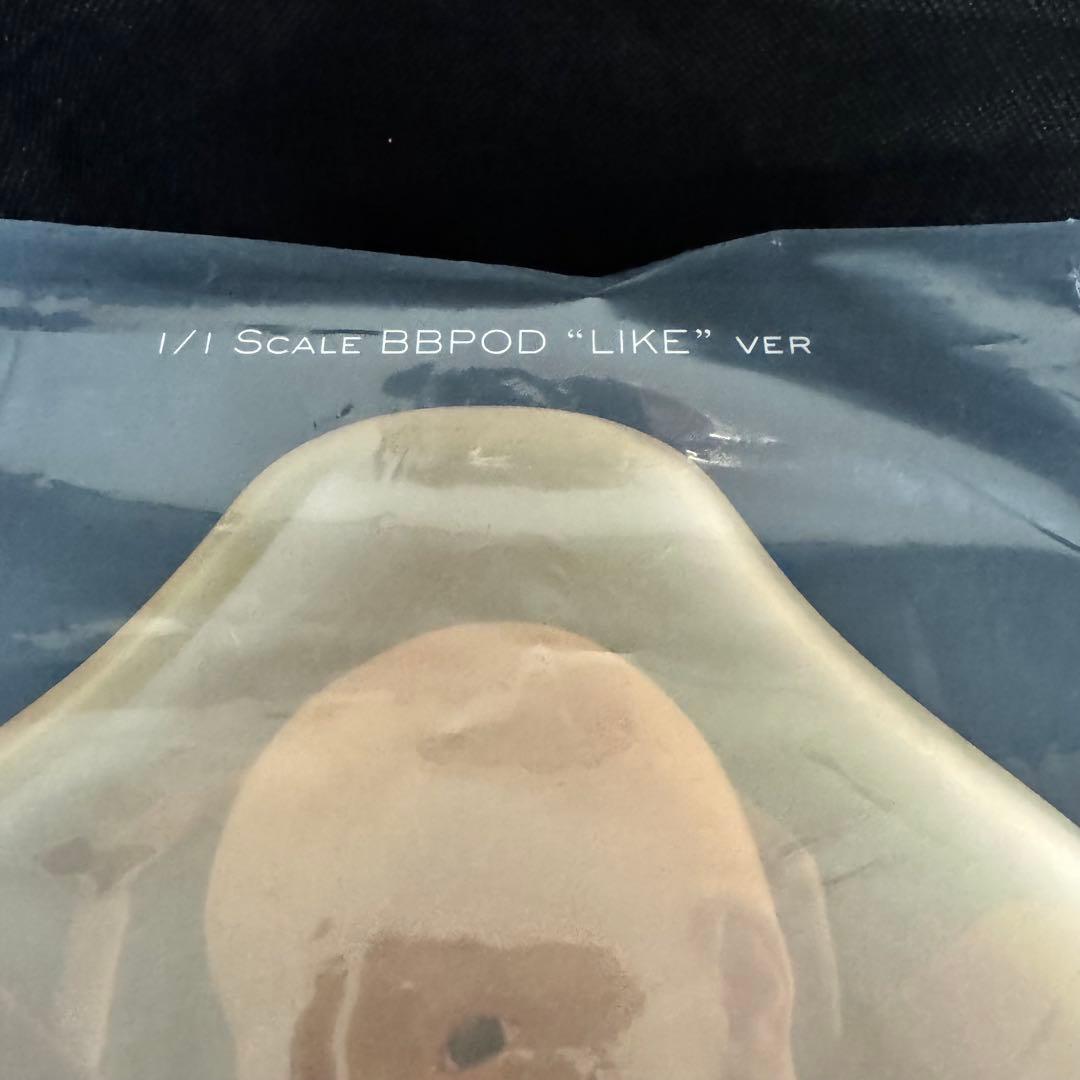 1/1 Scale BBPOD “LIKE” ver